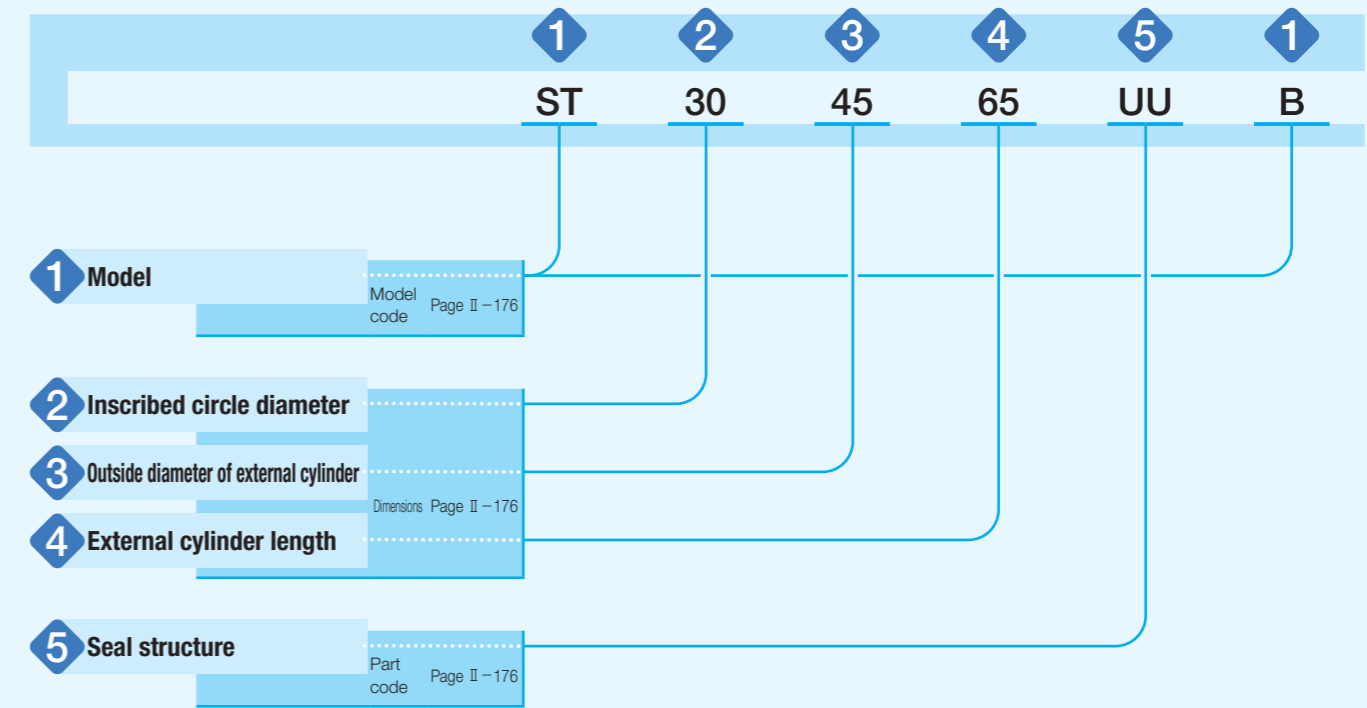 1 2 3 4 5 1
ST 30 45 65 UU B
1 Model
Model code Page Ⅱ－176
2 Inscribed circle diameter
3 Outside diameter of external cylinder
Dimensions Page Ⅱ－176
4 External cylinder length
5 Seal structure
Part code Page Ⅱ－176